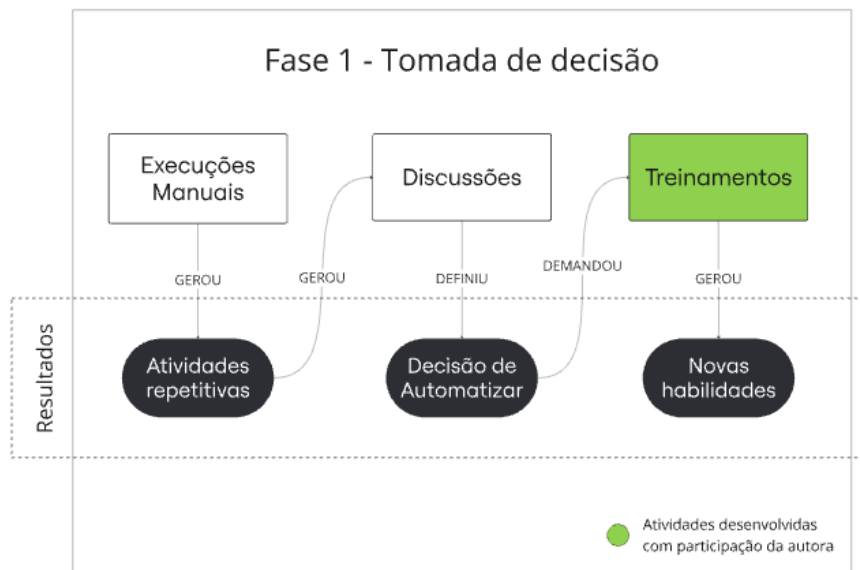 Fase 1 - Tomada de decisão
Execuções
Manuais
Discussões
Treinamentos
GEROU
GEROU
DEFINIU
DEMANDOU
GEROU
Resultados
Atividades
repetitivas
Decisão de
Automatizar
Novas
habilidades
Atividades desenvolvidas
com participação da autora